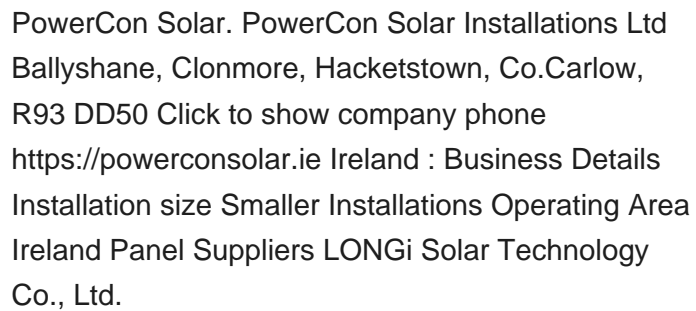 PowerCon Solar. PowerCon Solar Installations Ltd
Ballyshane, Clonmore, Hacketstown, Co.Carlow,
R93 DD50 Click to show company phone
https://powerconsolar.ie Ireland : Business Details
Installation size Smaller Installations Operating Area
Ireland Panel Suppliers LONGi Solar Technology
Co., Ltd.